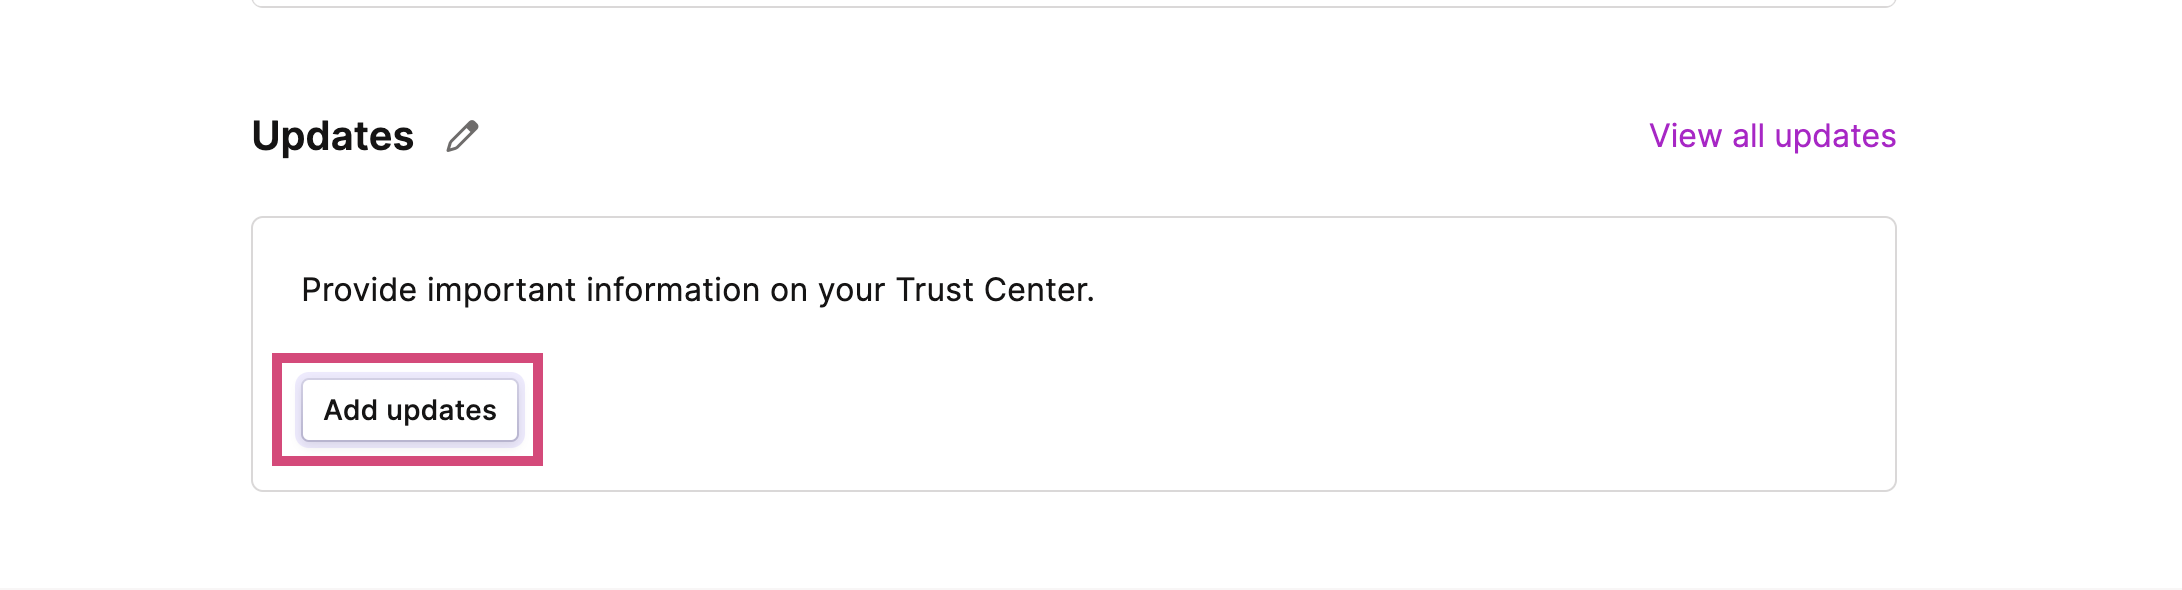 Updates
View all updates
Provide important information on your Trust Center.
Add updates